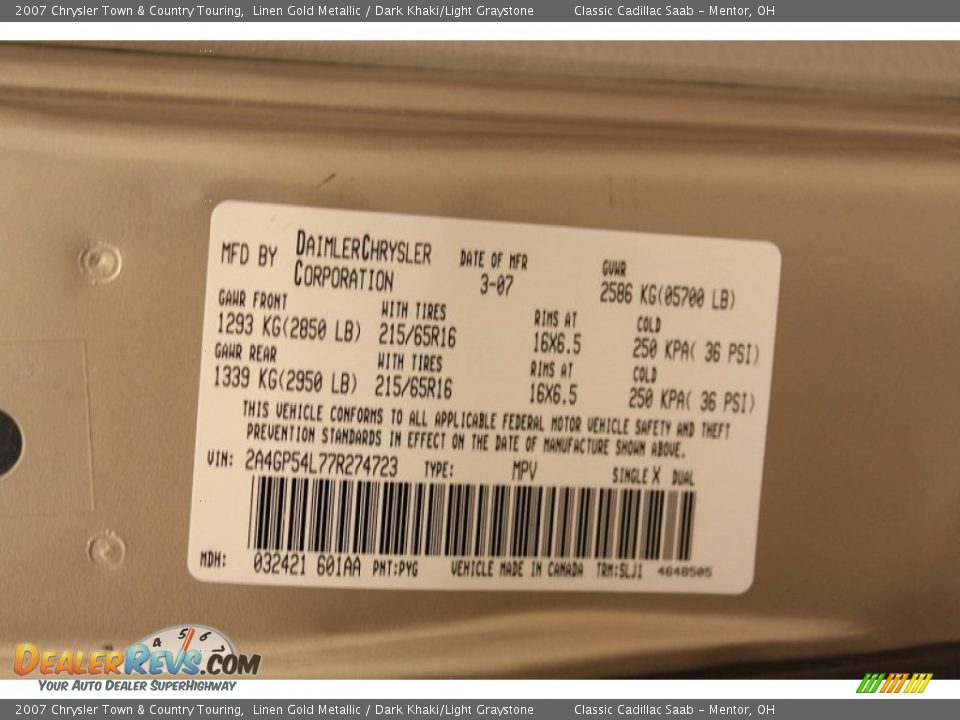 2007 Chrysler Town & Country Touring, Linen Gold Metallic / Dark Khaki/Light Graystone Classic Cadillac Saab – Mentor, OH
MFD BY DAIMLERCHRYSLER CORPORATION
DATE OF MFR
3-07
GVWR
2586 KG(05700 LB)
GAWR FRONT WITH TIRES RIMS AT COLD
1293 KG(2850 LB) 215/65R16 16X6.5 250 KPA( 36 PSI)
GAWR REAR WITH TIRES RIMS AT COLD
1339 KG(2950 LB) 215/65R16 16X6.5 250 KPA( 36 PSI)
THIS VEHICLE CONFORMS TO ALL APPLICABLE FEDERAL MOTOR VEHICLE SAFETY AND THEFT
PREVENTION STANDARDS IN EFFECT ON THE DATE OF MANUFACTURE SHOWN ABOVE.
VIN: 2A4GP54L77R274723 TYPE: MPV SINGLE X DUAL
MDH: 032421 601AA PNT:PYG VEHICLE MADE IN CANADA TRM:SLJ1 4648505
4 5 6
DEALERREVS.COM
YOUR AUTO DEALER SUPERHIGHWAY
2007 Chrysler Town & Country Touring, Linen Gold Metallic / Dark Khaki/Light Graystone Classic Cadillac Saab – Mentor, OH